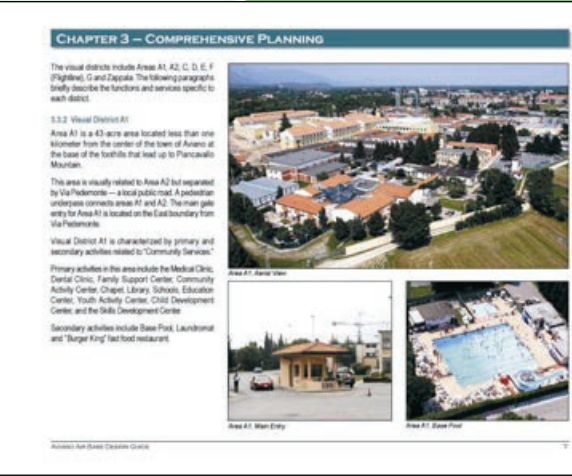 CHAPTER 3 – COMPREHENSIVE PLANNING
The visual districts include Areas A1, A2, C, D, E, F
(Flightline), G and Zappala. The following paragraphs
briefly describe the functions and services specific to
each district.
3.3.2 Visual District A1
Area A1 is a 43-acre area located less than one
kilometer from the center of the town of Aviano at
the base of the foothills that lead up to Piancavallo
Mountain.
This area is visually related to Area A2 but separated
by Via Pedemonte — a local public road. A pedestrian
underpass connects areas A1 and A2. The main gate
entry for Area A1 is located on the East boundary from
Via Pedemonte.
Visual District A1 is characterized by primary and
secondary activities related to "Community Services."
Primary activities in this area include the Medical Clinic,
Dental Clinic, Family Support Center, Community
Activity Center, Chapel, Library, Schools, Education
Center, Youth Activity Center, Child Development
Center, and the Skills Development Center.
Secondary activities include Base Pool, Laundromat
and "Burger King" fast food restaurant.
Area A1, Aerial View
Area A1, Main Entry
Area A1, Base Pool
AVIANO AIR BASE DESIGN GUIDE